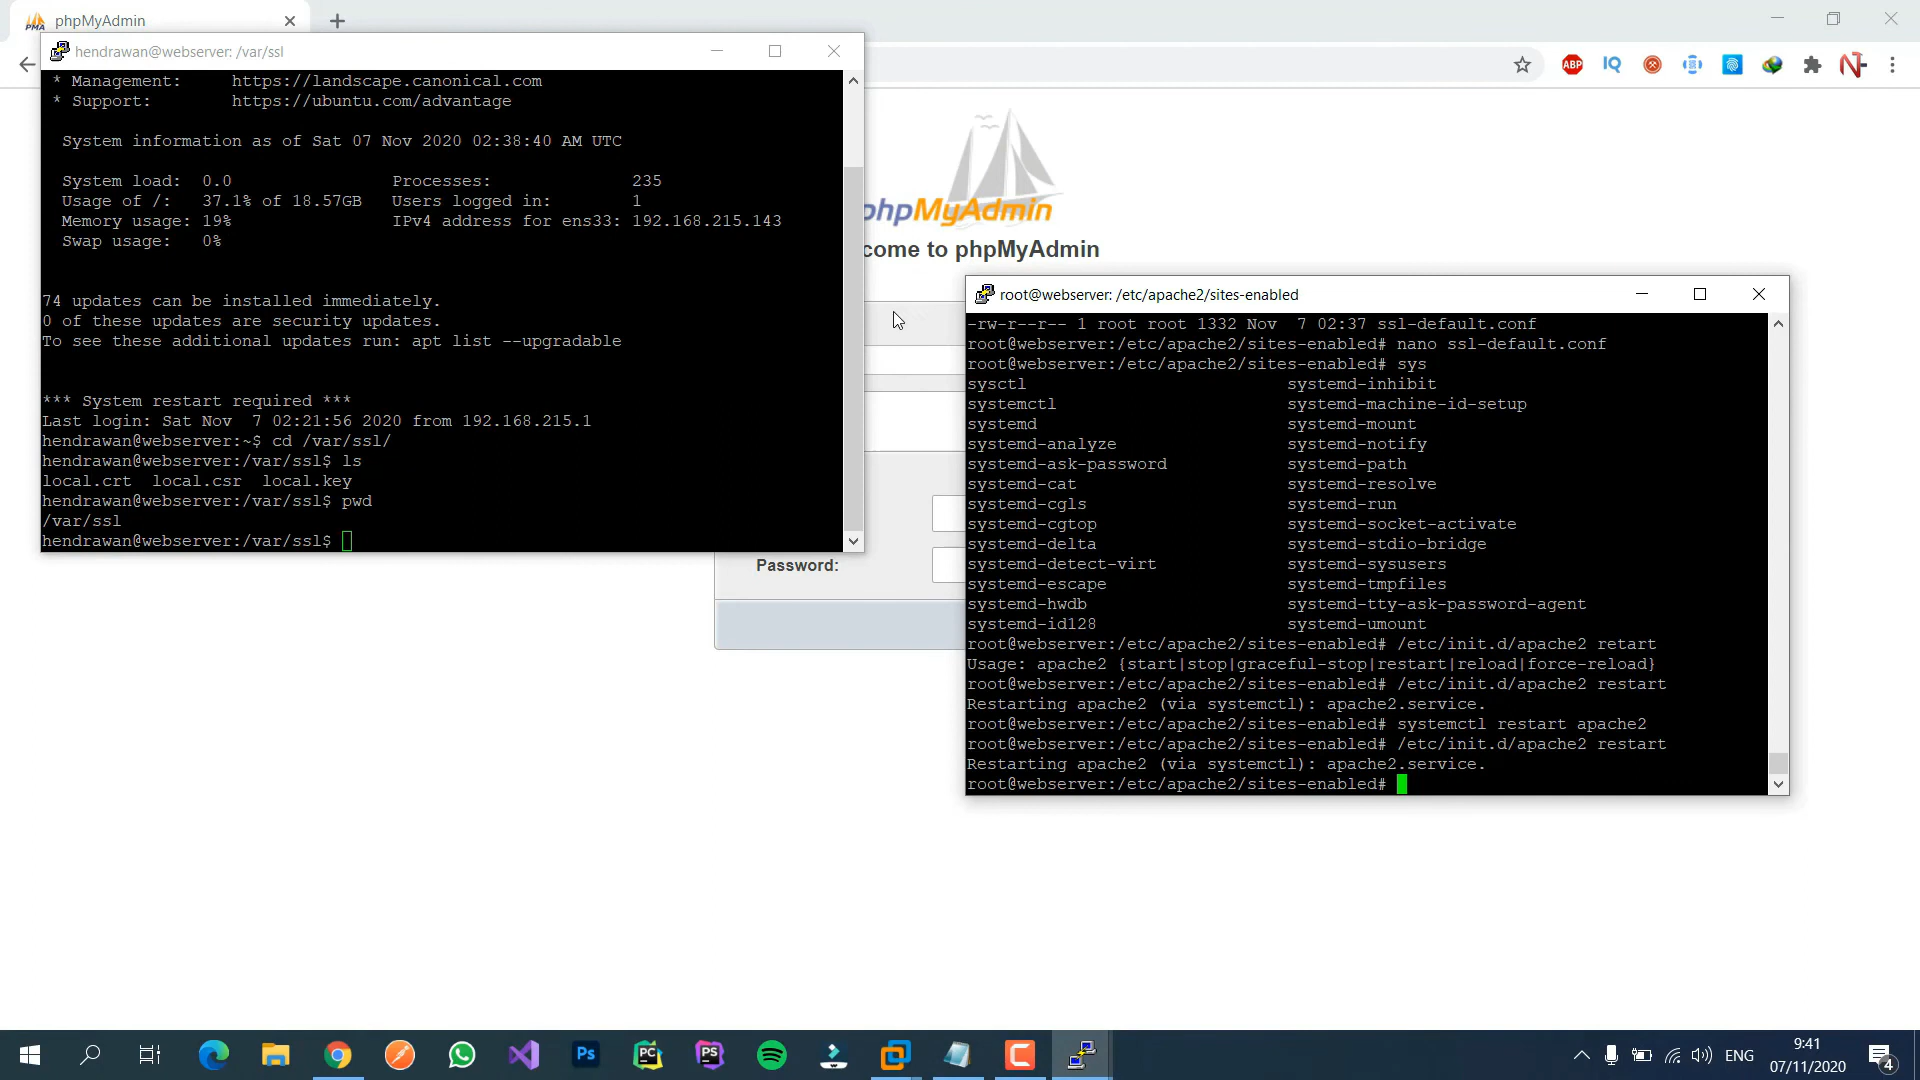 phpMyAdmin
hendrawan@webserver: /var/ssl
* Management:     https://landscape.canonical.com
* Support:        https://ubuntu.com/advantage
System information as of Sat 07 Nov 2020 02:38:40 AM UTC
System load:  0.0                Processes:              235
Usage of /:   37.1% of 18.57GB   Users logged in:        1
Memory usage: 19%                IPv4 address for ens33: 192.168.215.143
Swap usage:   0%
74 updates can be installed immediately.
0 of these updates are security updates.
To see these additional updates run: apt list --upgradable
*** System restart required ***
Last login: Sat Nov  7 02:21:56 2020 from 192.168.215.1
hendrawan@webserver:~$ cd /var/ssl/
hendrawan@webserver:/var/ssl$ ls
local.crt  local.csr  local.key
hendrawan@webserver:/var/ssl$ pwd
/var/ssl
hendrawan@webserver:/var/ssl$
phpMyAdmin
come to phpMyAdmin
Password:
root@webserver: /etc/apache2/sites-enabled
-rw-r--r-- 1 root root 1332 Nov  7 02:37 ssl-default.conf
root@webserver:/etc/apache2/sites-enabled# nano ssl-default.conf
root@webserver:/etc/apache2/sites-enabled# sys
sysctl                          systemd-inhibit
systemctl                       systemd-machine-id-setup
systemd                         systemd-mount
systemd-analyze                 systemd-notify
systemd-ask-password            systemd-path
systemd-cat                     systemd-resolve
systemd-cgls                    systemd-run
systemd-cgtop                   systemd-socket-activate
systemd-delta                   systemd-stdio-bridge
systemd-detect-virt             systemd-sysusers
systemd-escape                  systemd-tmpfiles
systemd-hwdb                    systemd-tty-ask-password-agent
systemd-id128                   systemd-umount
root@webserver:/etc/apache2/sites-enabled# /etc/init.d/apache2 retart
Usage: apache2 {start|stop|graceful-stop|restart|reload|force-reload}
root@webserver:/etc/apache2/sites-enabled# /etc/init.d/apache2 restart
Restarting apache2 (via systemctl): apache2.service.
root@webserver:/etc/apache2/sites-enabled# systemctl restart apache2
root@webserver:/etc/apache2/sites-enabled# /etc/init.d/apache2 restart
Restarting apache2 (via systemctl): apache2.service.
root@webserver:/etc/apache2/sites-enabled#
ABP
IQ
PMA
Ps
PC
PS
ENG
9:41
07/11/2020
4